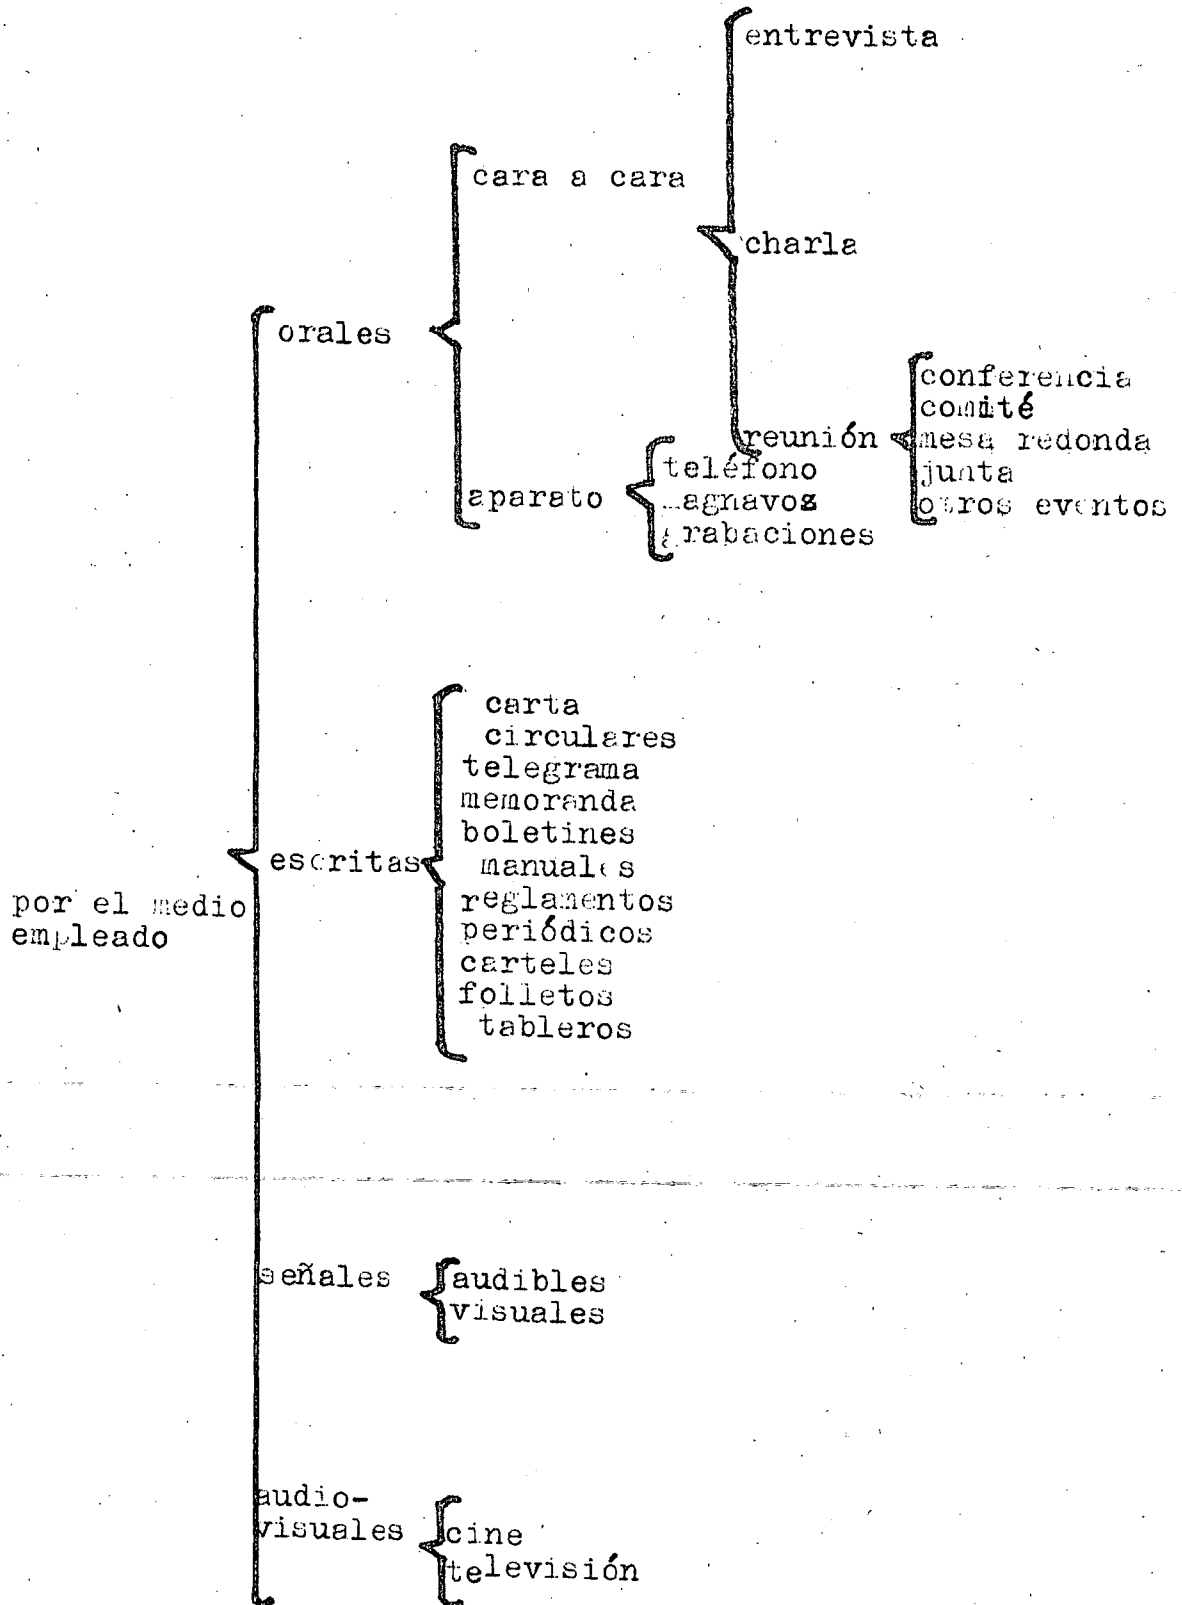 entrevista
cara a cara
charla
orales
conferencia
comité
reunión
mesa redonda
teléfono
junta
aparato
magnavoz
otros eventos
grabaciones
carta
circulares
telegrama
memoranda
boletines
escritas
manuales
reglamentos
por el medio
empleado
periódicos
carteles
folletos
tableros
señales
audibles
visuales
audio-
visuales
cine
televisión